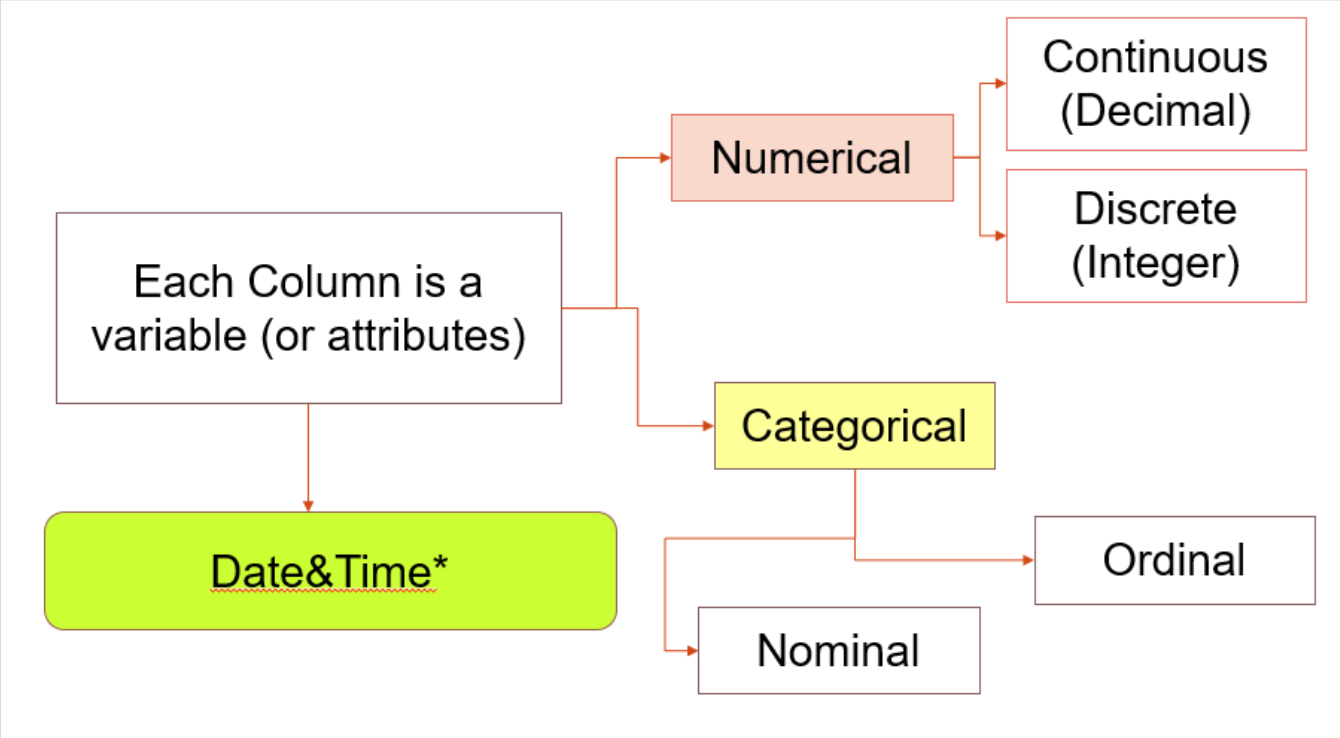 Continuous
(Decimal)
Numerical
Discrete
(Integer)
Each Column is a
variable (or attributes)
Categorical
Date&Time*
Ordinal
Nominal